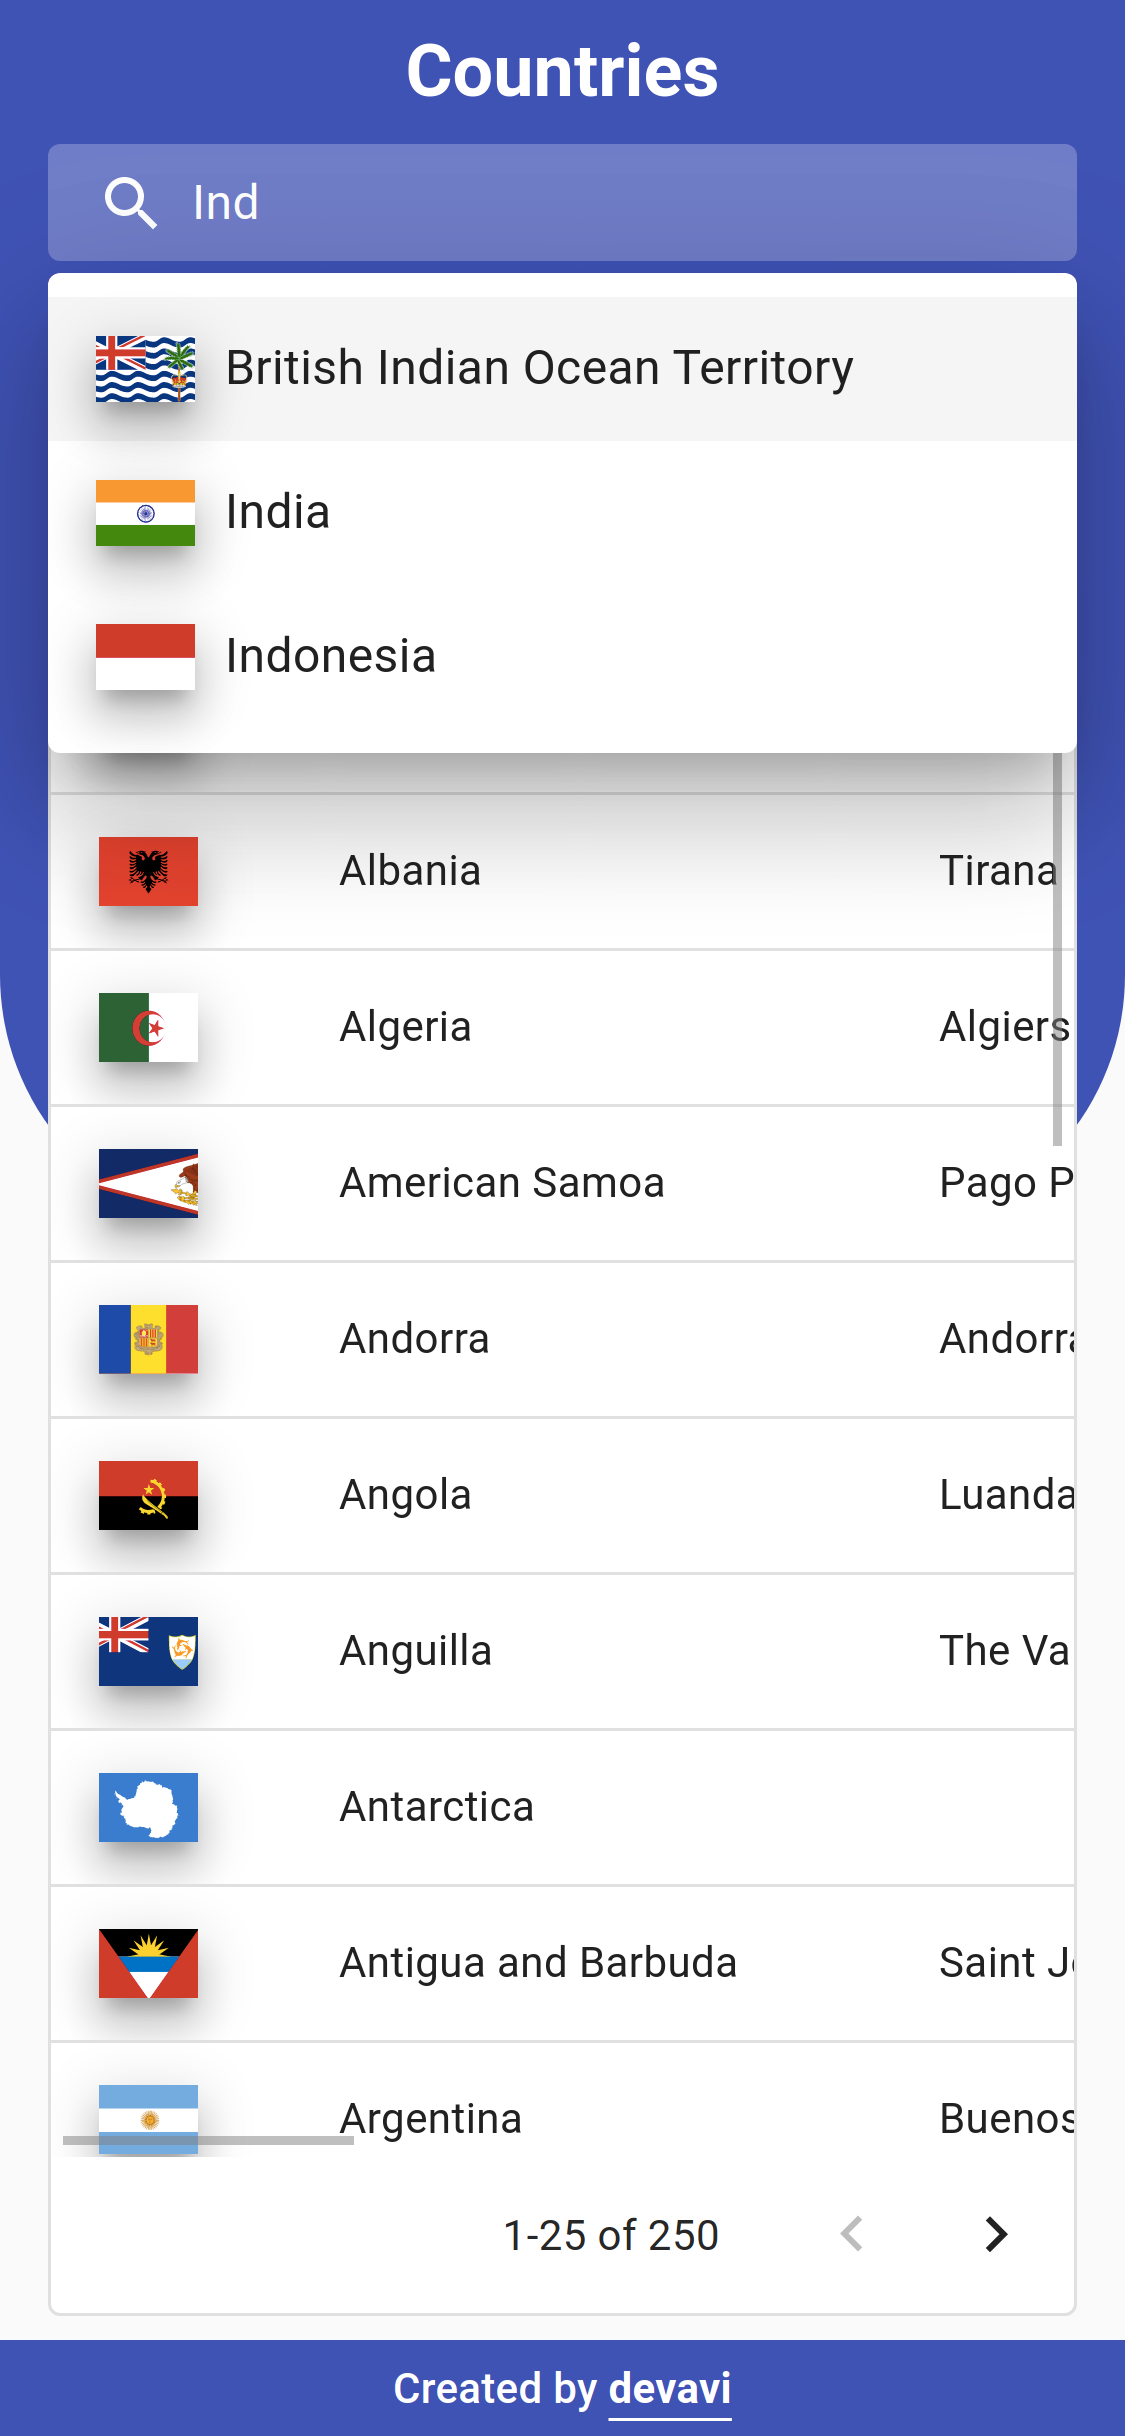 Countries
Ind
British Indian Ocean Territory
India
Indonesia
Albania Tirana
Algeria Algiers
American Samoa Pago P
Andorra Andorra
Angola Luanda
Anguilla The Va
Antarctica
Antigua and Barbuda Saint J
Argentina Buenos
1-25 of 250
Created by devavi